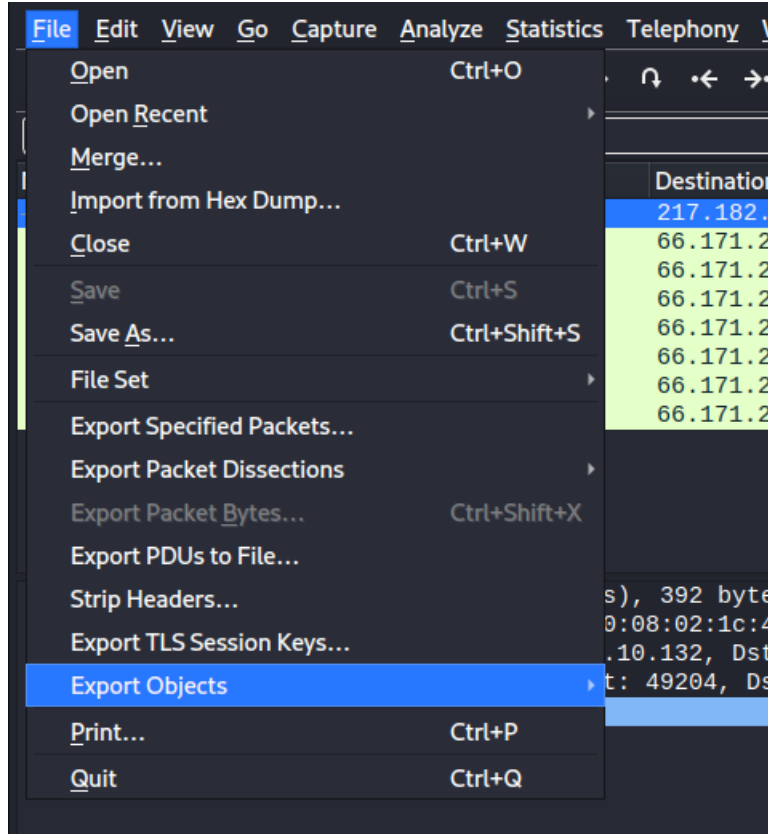 File Edit View Go Capture Analyze Statistics Telephony
Open Ctrl+O
Open Recent
Merge...
Import from Hex Dump...
Close Ctrl+W
Save Ctrl+S
Save As... Ctrl+Shift+S
File Set
Export Specified Packets...
Export Packet Dissections
Export Packet Bytes... Ctrl+Shift+X
Export PDUs to File...
Strip Headers...
Export TLS Session Keys...
Export Objects
Print... Ctrl+P
Quit Ctrl+Q
Destination
217.182.
66.171.2
66.171.2
66.171.2
66.171.2
66.171.2
66.171.2
66.171.2
s), 392 byte
0:08:02:1c:4
.10.132, Dst
t: 49204, Ds